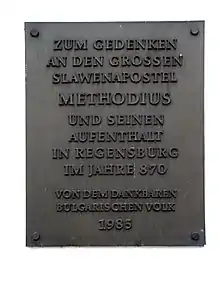 ZUM GEDENKEN
AN DEN GROSSEN
SLAWENAPOSTEL
METHODIUS
UND SEINEN
AUFENTHALT
IN REGENSBURG
IM JAHRE 870
VON DEM DANKBAREN
BULGARISCHEN VOLK
1985